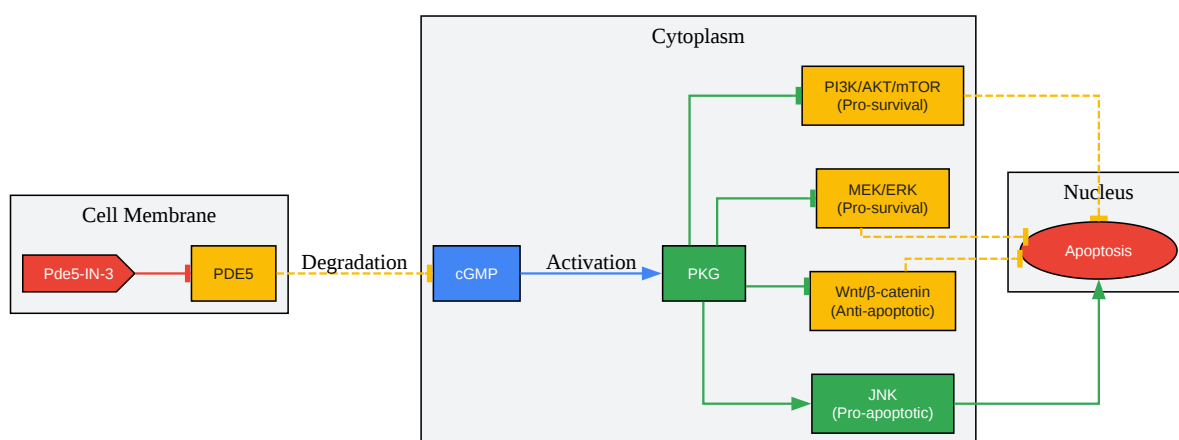 Cytoplasm
PI3K/AKT/mTOR
(Pro-survival)
MEK/ERK
(Pro-survival)
Nucleus
Cell Membrane
Apoptosis
Pde5-IN-3
PDE5
Degradation
cGMP
Activation
PKG
Wnt/β-catenin
(Anti-apoptotic)
JNK
(Pro-apoptotic)